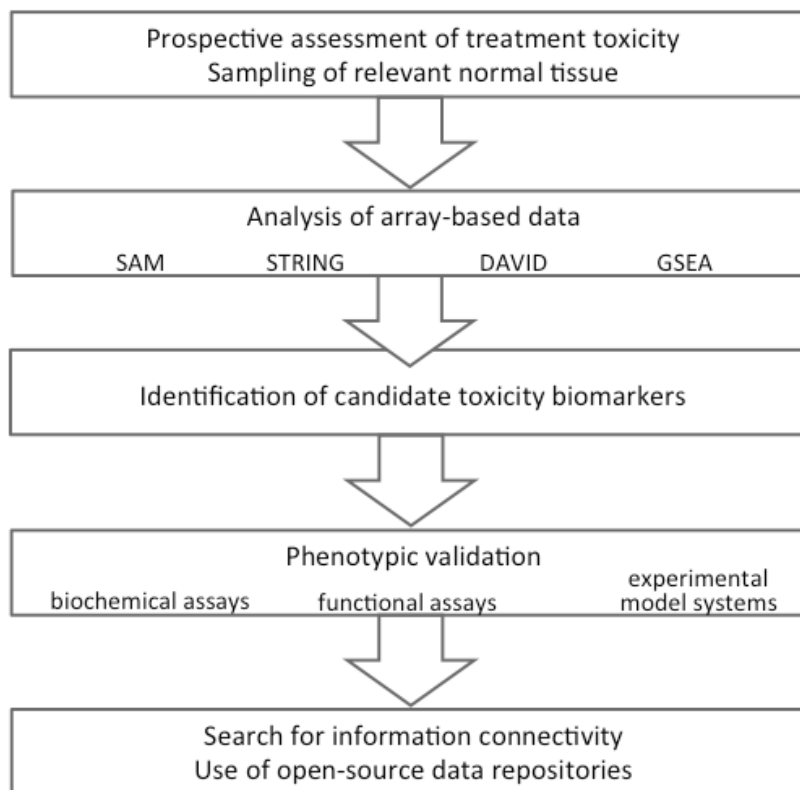 Prospective assessment of treatment toxicity
Sampling of relevant normal tissue
Analysis of array-based data
SAM STRING DAVID GSEA
Identification of candidate toxicity biomarkers
Phenotypic validation
biochemical assays functional assays experimental
model systems
Search for information connectivity
Use of open-source data repositories